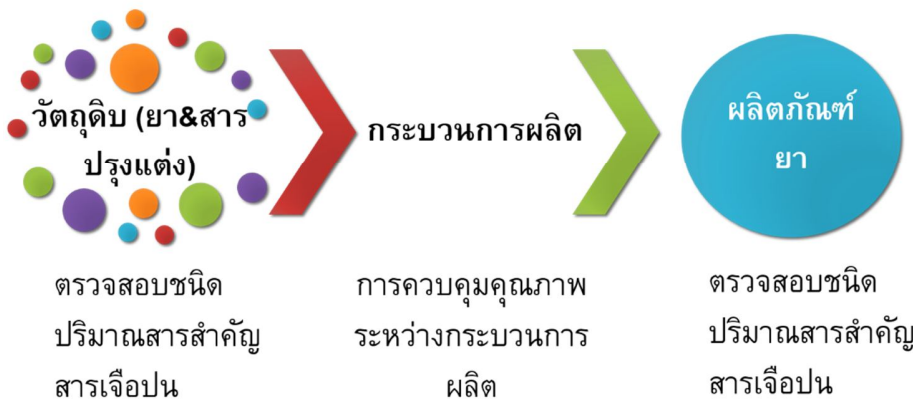 วัตถุดิบ (ยา&สาร
ปรุงแต่ง)
กระบวนการผลิต
ผลิตภัณฑ์
ยา
ตรวจสอบชนิด
ปริมาณสารสำคัญ
สารเจือปน
การควบคุมคุณภาพ
ระหว่างกระบวนการ
ผลิต
ตรวจสอบชนิด
ปริมาณสารสำคัญ
สารเจือปน